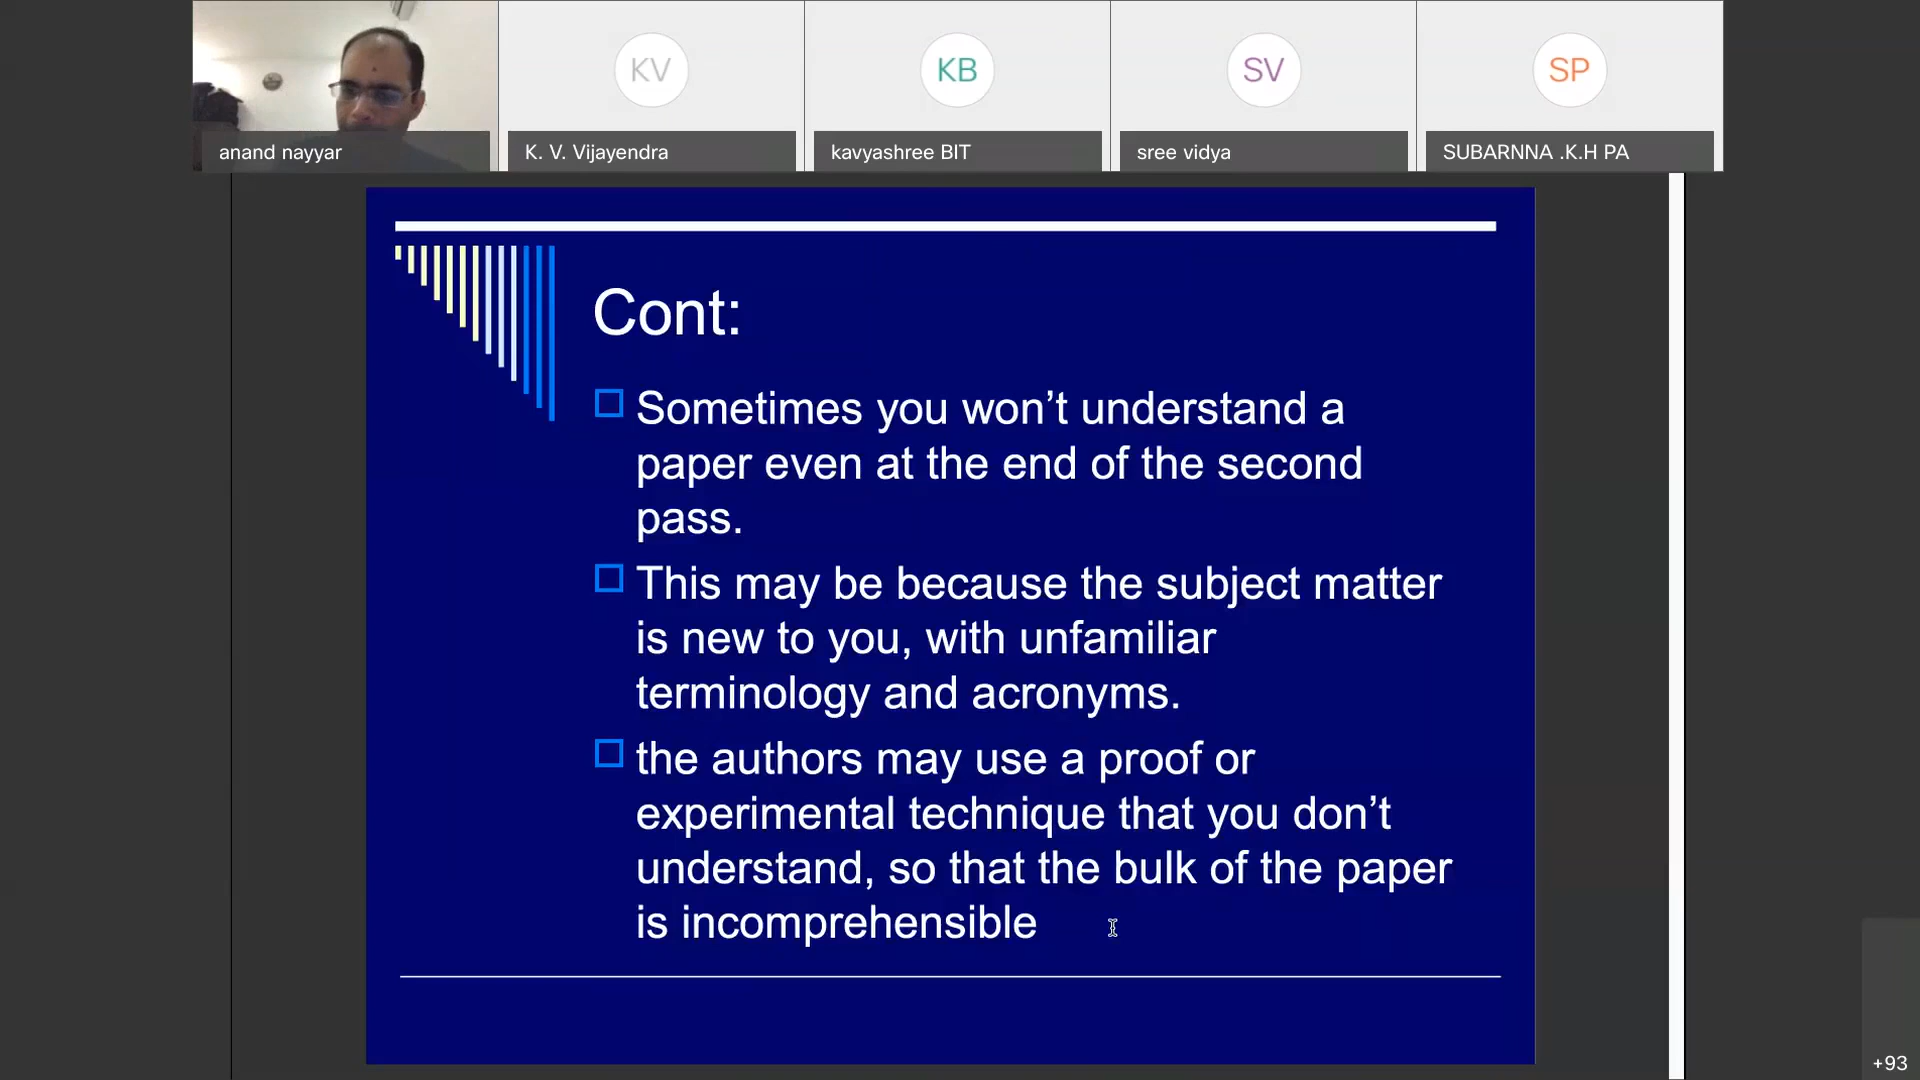 KV
KB
SV
SP
anand nayyar
K. V. Vijayendra
kavyashree BIT
sree vidya
SUBARNNA .K.H PA
Cont:
Sometimes you won’t understand a
paper even at the end of the second
pass.
This may be because the subject matter
is new to you, with unfamiliar
terminology and acronyms.
the authors may use a proof or
experimental technique that you don’t
understand, so that the bulk of the paper
is incomprehensible
+93